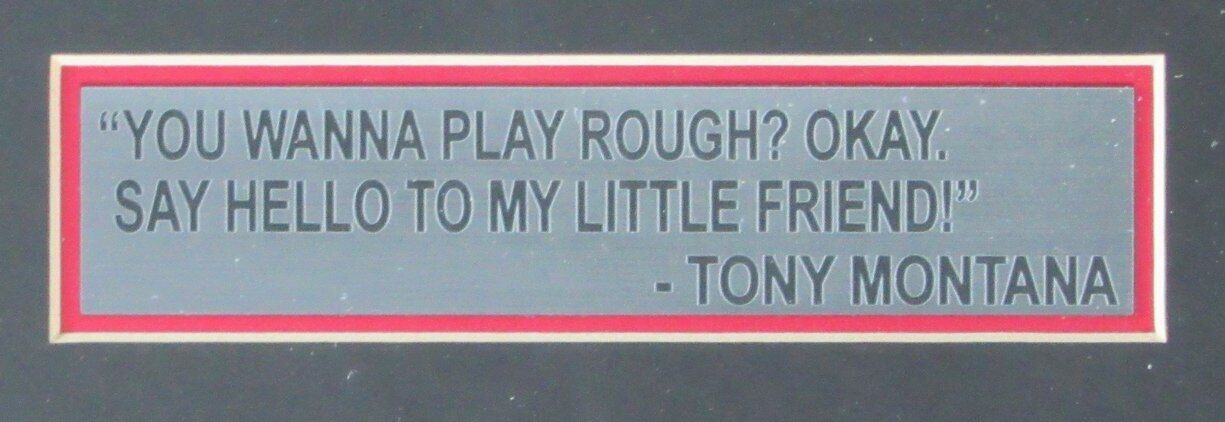 “YOU WANNA PLAY ROUGH? OKAY.
SAY HELLO TO MY LITTLE FRIEND!”
- TONY MONTANA